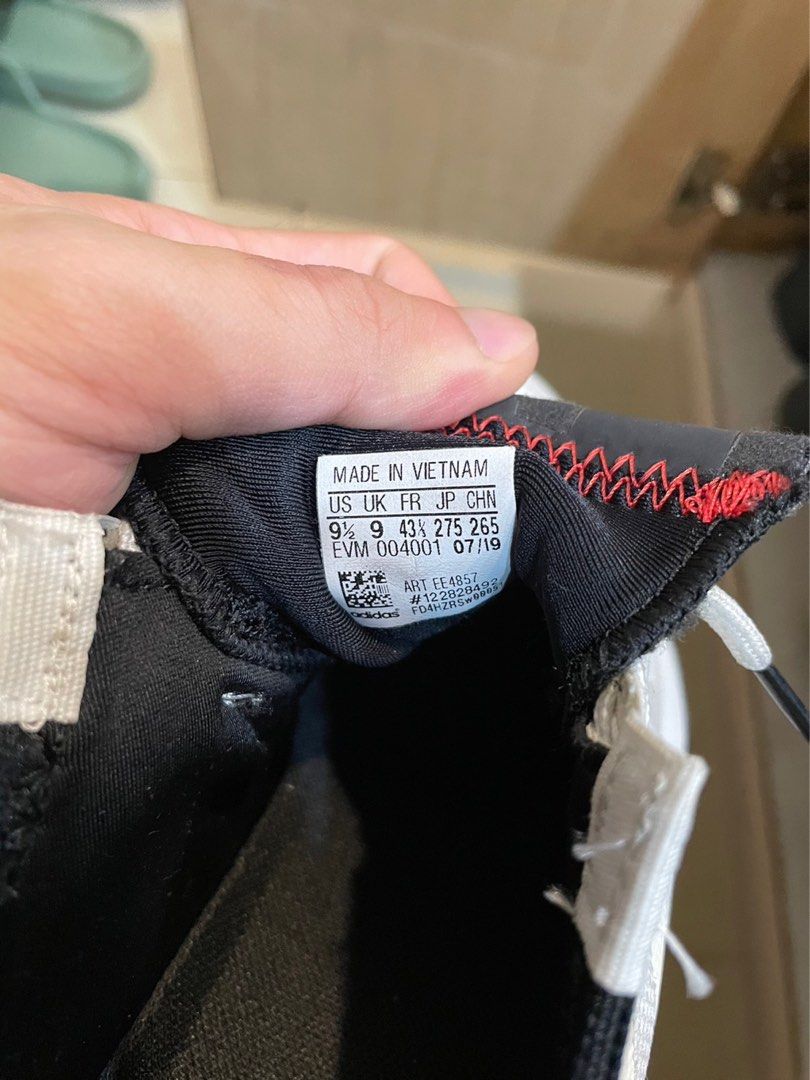 MADE IN VIETNAM
US UK FR JP CHN
9½ 9 43⅓ 275 265
EVM 004001 07/19
ART EE4857
#122828492
adidas